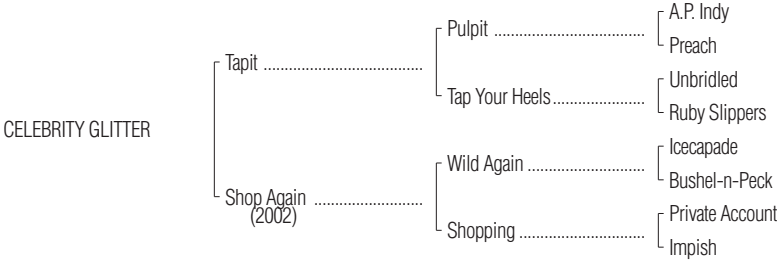 A.P. Indy
Pulpit
Preach
Tapit
Unbridled
Tap Your Heels
Ruby Slippers
CELEBRITY GLITTER
Icecapade
Wild Again
Bushel-n-Peck
Shop Again
(2002)
Private Account
Shopping
Impish